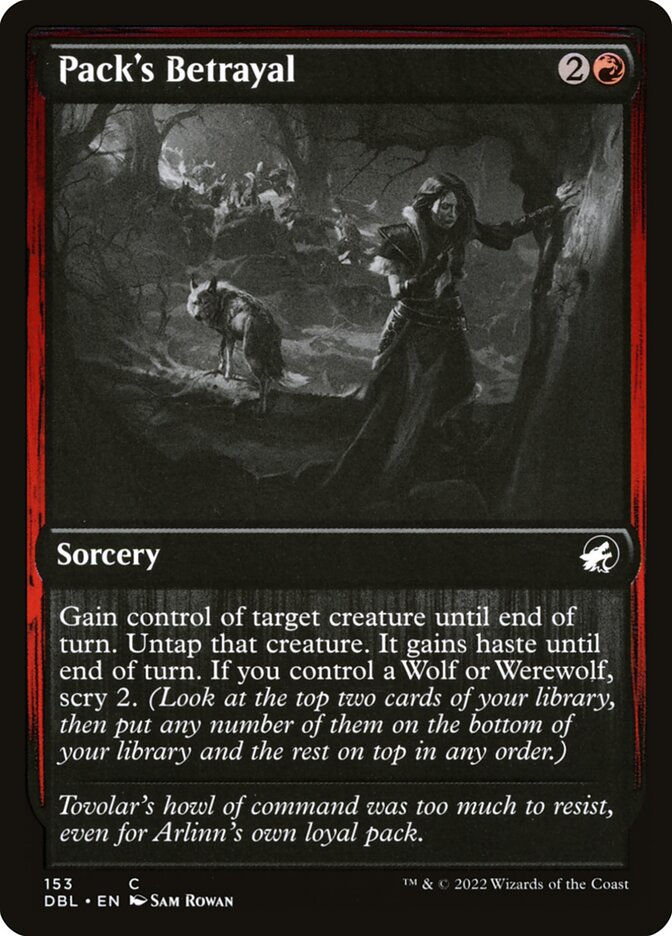 Pack's Betrayal
2
Sorcery
Gain control of target creature until end of
turn. Untap that creature. It gains haste until
end of turn. If you control a Wolf or Werewolf,
scry 2. (Look at the top two cards of your library,
then put any number of them on the bottom of
your library and the rest on top in any order.)
Tovolar's howl of command was too much to resist,
even for Arlinn's own loyal pack.
153 C
DBL • EN Sam Rowan
™ & © 2022 Wizards of the Coast